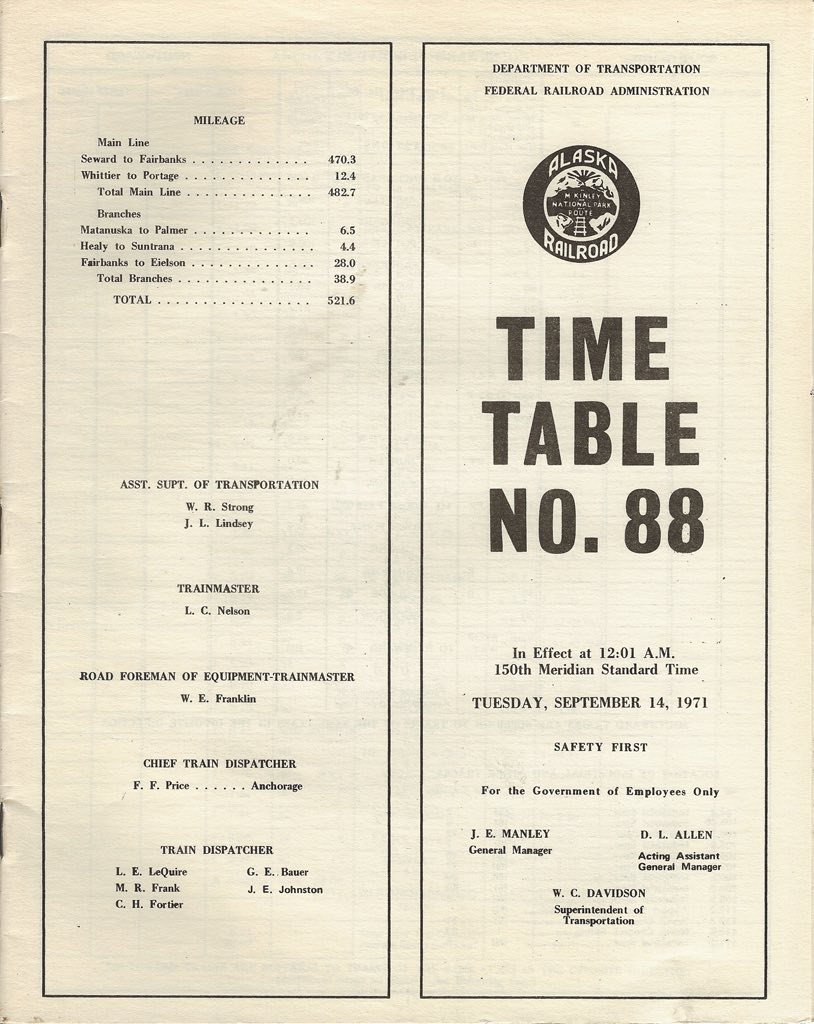 MILEAGE
Main Line
Seward to Fairbanks . . . . . . . . . . . . . 470.3
Whittier to Portage . . . . . . . . . . . . . . 12.4
Total Main Line . . . . . . . . . . . . . . 482.7
Branches
Matanuska to Palmer . . . . . . . . . . . . . 6.5
Healy to Suntrana . . . . . . . . . . . . . . . 4.4
Fairbanks to Eielson . . . . . . . . . . . . . 28.0
Total Branches . . . . . . . . . . . . . . . 38.9
TOTAL . . . . . . . . . . . . . . . . . 521.6
ASST. SUPT. OF TRANSPORTATION
W. R. Strong
J. L. Lindsey
TRAINMASTER
L. C. Nelson
ROAD FOREMAN OF EQUIPMENT-TRAINMASTER
W. E. Franklin
CHIEF TRAIN DISPATCHER
F. F. Price . . . . . . Anchorage
TRAIN DISPATCHER
L. E. LeQuire G. E. Bauer
M. R. Frank J. E. Johnston
C. H. Fortier
DEPARTMENT OF TRANSPORTATION
FEDERAL RAILROAD ADMINISTRATION
ALASKA
M KINLEY
NATIONAL PARK
ROUTE
RAILROAD
TIME
TABLE
NO. 88
In Effect at 12:01 A.M.
150th Meridian Standard Time
TUESDAY, SEPTEMBER 14, 1971
SAFETY FIRST
For the Government of Employees Only
J. E. MANLEY D. L. ALLEN
General Manager Acting Assistant
General Manager
W. C. DAVIDSON
Superintendent of
Transportation